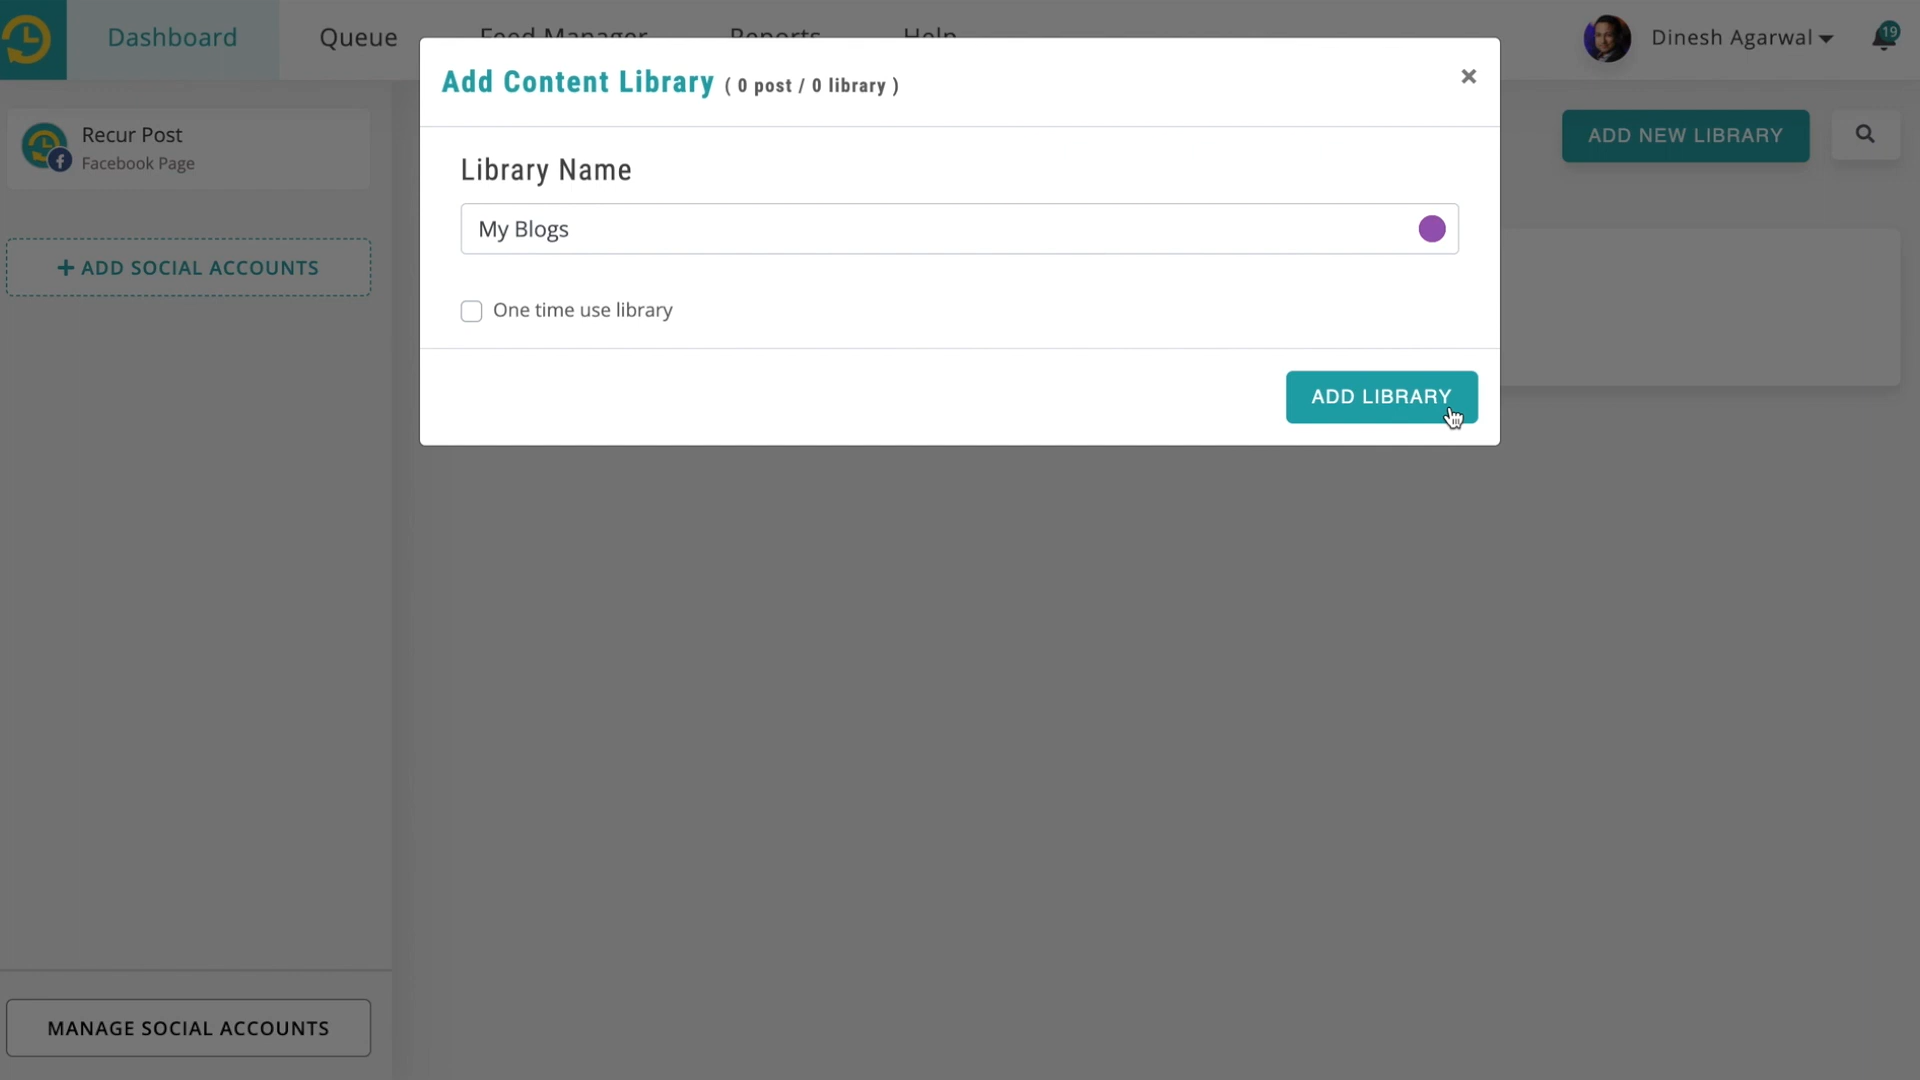 Dashboard
Queue
Feed Manager
Reports
Help
Dinesh Agarwal
19
Add Content Library ( 0 post / 0 library )
×
Recur Post
Facebook Page
ADD NEW LIBRARY
Library Name
My Blogs
+ ADD SOCIAL ACCOUNTS
One time use library
ADD LIBRARY
MANAGE SOCIAL ACCOUNTS